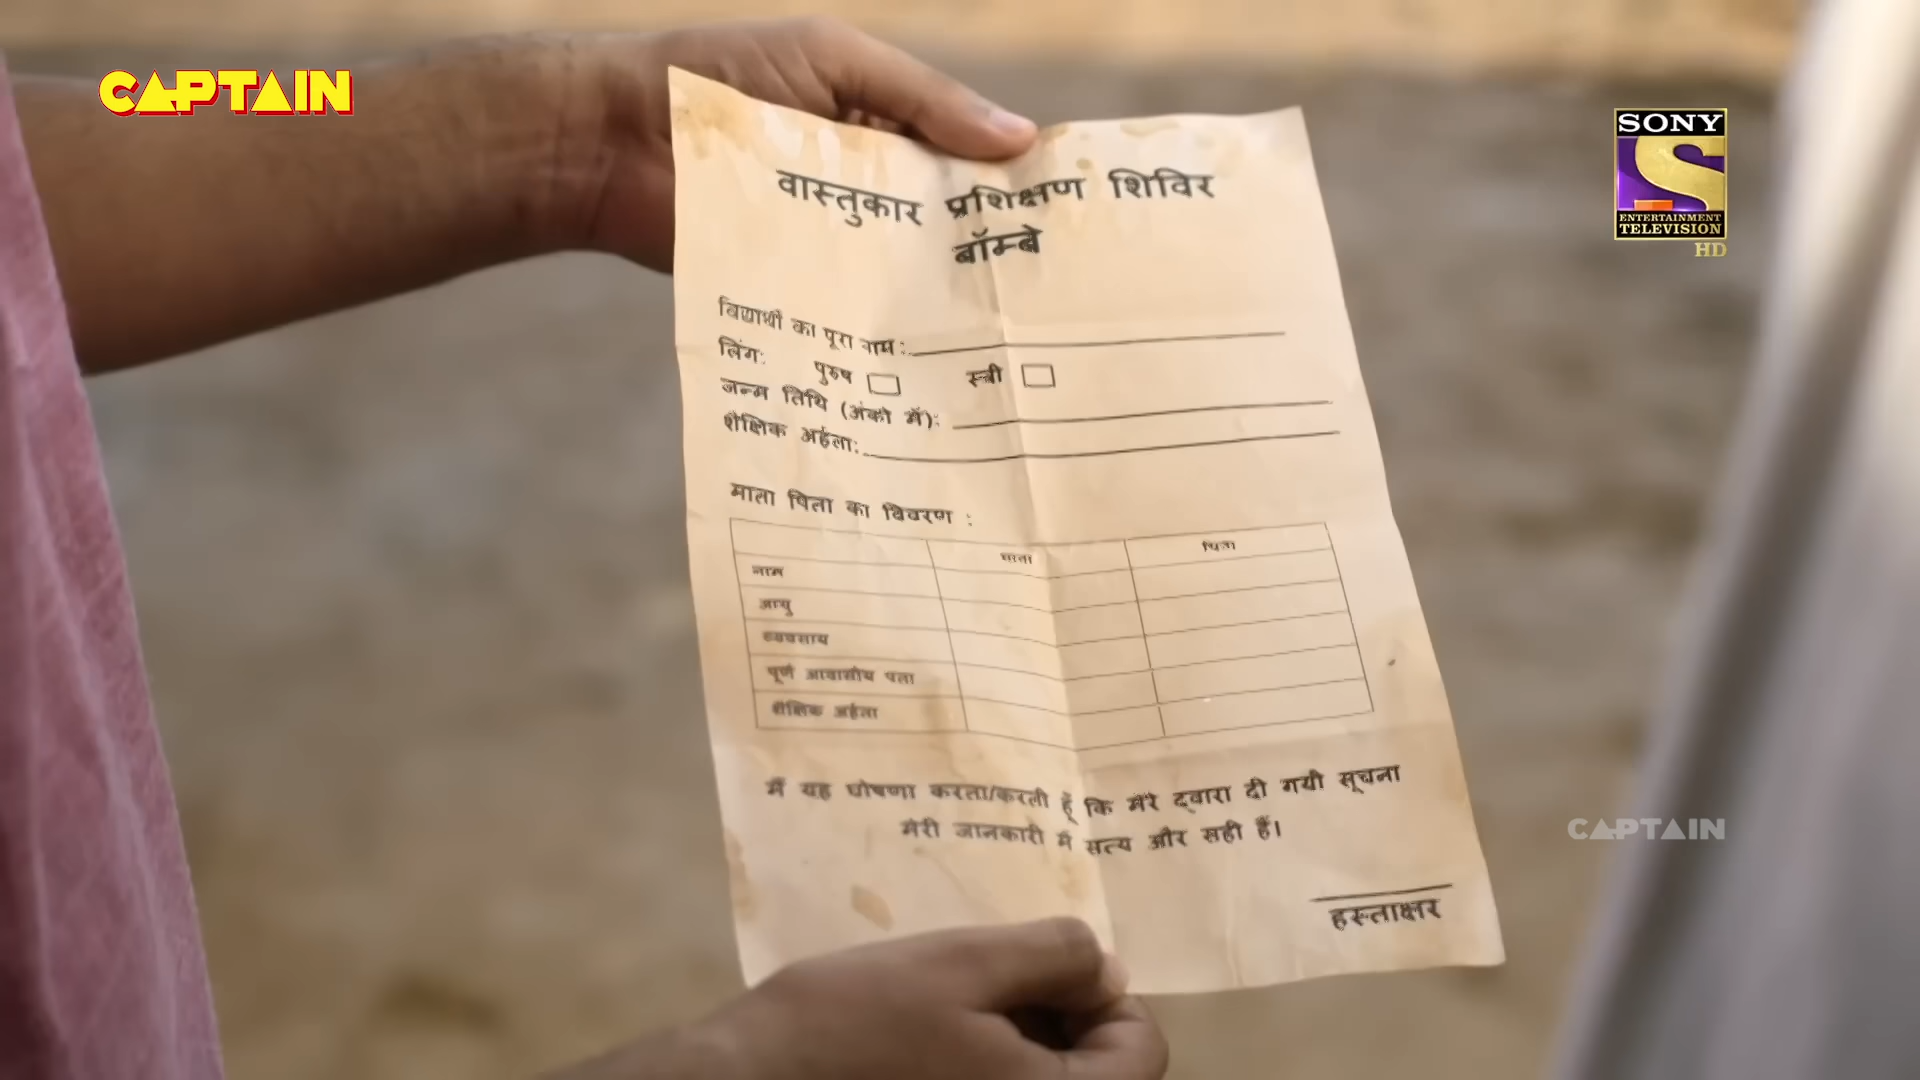 CAPTAIN
SONY
ENTERTAINMENT
TELEVISION
HD
वास्तुकार प्रशिक्षण शिविर
बॉम्बे
विद्यार्थी का पूरा नाम :
लिंग: पुरुष स्त्री
जन्म तिथि (अंको में):
शैक्षिक अर्हता:
माता पिता का विवरण :
माता पिता
नाम
आयु
व्यवसाय
पूर्ण आवासीय पता
शैक्षिक अर्हता
मैं यह घोषणा करता/करती हूँ कि मेरे द्वारा दी गयी सूचना
मेरी जानकारी में सत्य और सही हैं।
हस्ताक्षर
CAPTAIN